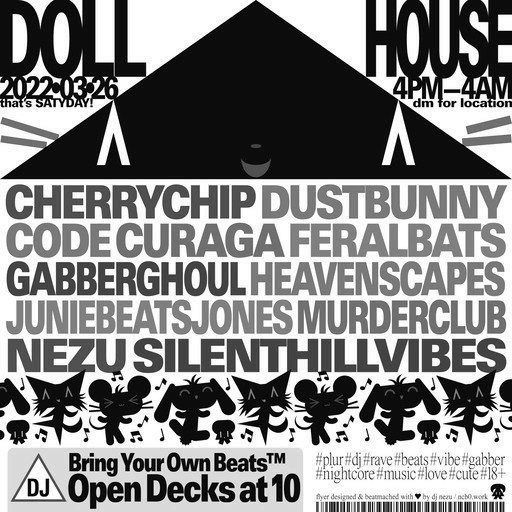 DOLL HOUSE
2022•03•26 4PM–4AM
that's SATYDAY! dm for location
CHERRYCHIP DUSTBUNNY
CODE CURAGA FERALBATS
GABBERGHOUL HEAVENSCAPES
JUNIEBEATSJONES MURDERCLUB
NEZU SILENTHILLVIBES
DJ
Bring Your Own Beats™
Open Decks at 10
#plur #dj #rave #beats #vibe #gabber
#nightcore #music #love #cute #18+
flyer designed & beatmached with ♥ by dj nezu / ncb0.work